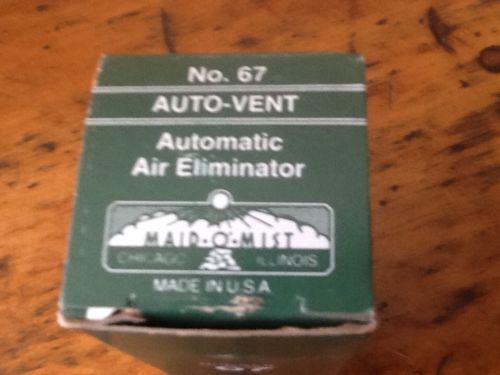 No. 67
AUTO-VENT
Automatic
Air Eliminator
MAID-O-MIST
CHICAGO ILLINOIS
MADE IN U.S.A.